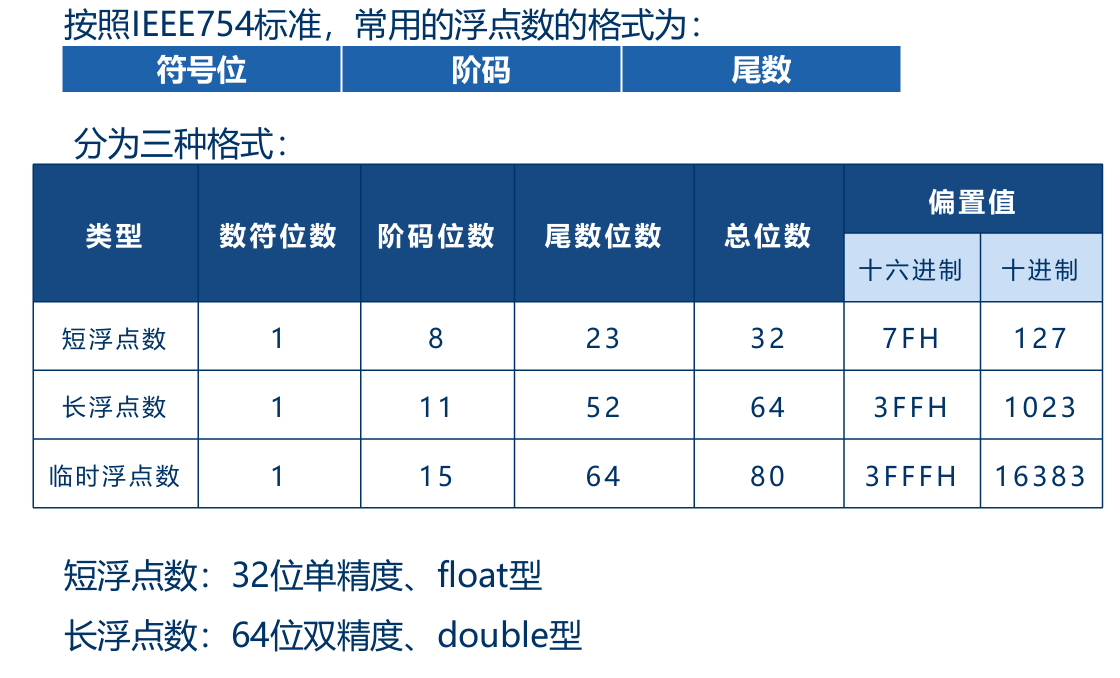 按照IEEE754标准，常用的浮点数的格式为：
符号位 阶码 尾数
分为三种格式：
类型 数符位数 阶码位数 尾数位数 总位数 偏置值
十六进制 十进制
短浮点数 1 8 23 32 7FH 127
长浮点数 1 11 52 64 3FFH 1023
临时浮点数 1 15 64 80 3FFFH 16383
短浮点数：32位单精度、float型
长浮点数：64位双精度、double型